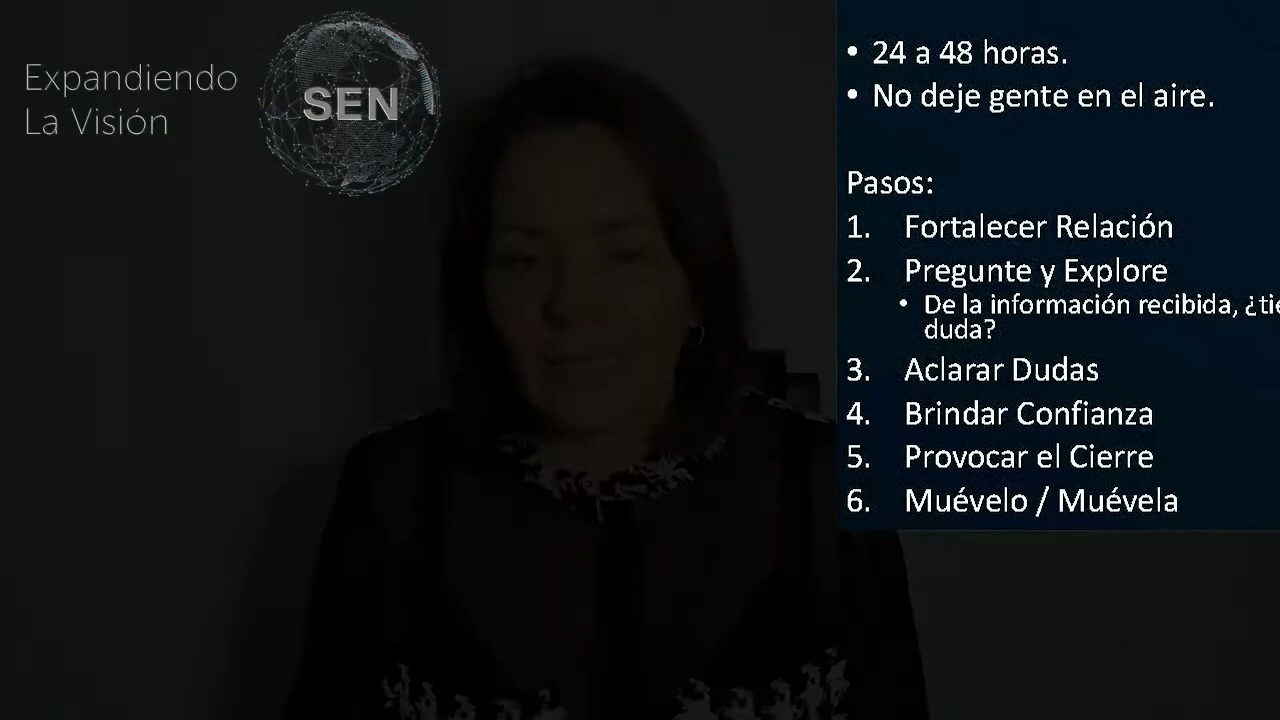 Expandiendo
La Visión
SEN
• 24 a 48 horas.
• No deje gente en el aire.
Pasos:
1. Fortalecer Relación
2. Pregunte y Explore
• De la información recibida,
duda?
3. Aclarar Dudas
4. Brindar Confianza
5. Provocar el Cierre
6. Muévelo / Muévela